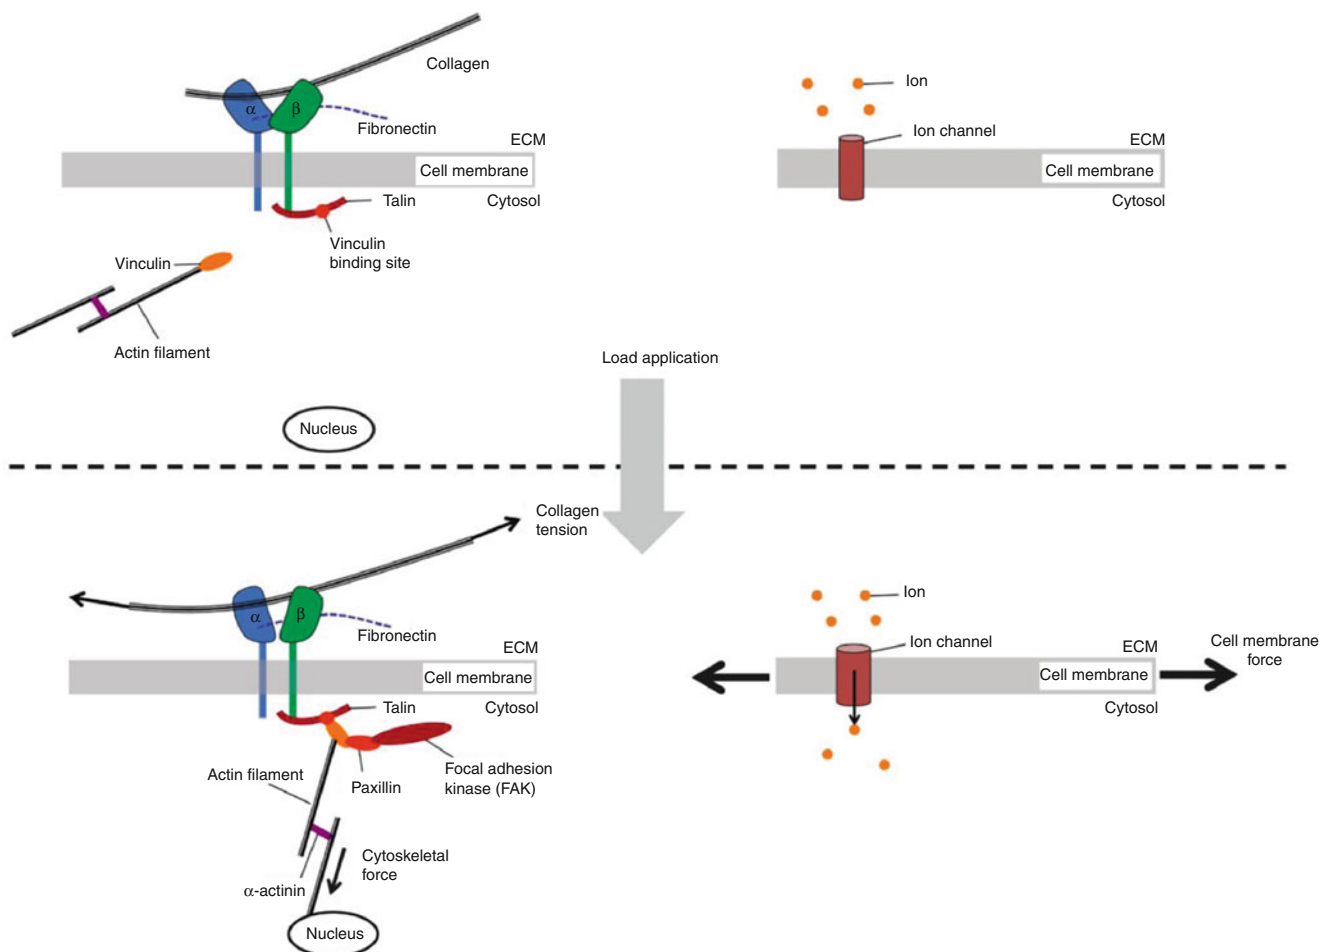 Collagen
α
β
Fibronectin
ECM
Cell membrane
Talin
Cytosol
Vinculin
binding site
Vinculin
Actin filament
Nucleus
Ion
Ion channel
ECM
Cell membrane
Cytosol
Load application
Collagen
tension
α
β
Fibronectin
ECM
Cell membrane
Talin
Cytosol
Actin filament
Paxillin
Focal adhesion
kinase (FAK)
Cytoskeletal
force
α-actinin
Nucleus
Ion
Ion channel
ECM
Cell membrane
force
Cell membrane
Cytosol